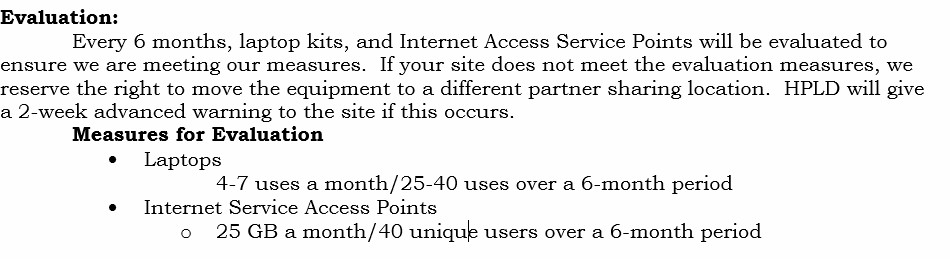 Evaluation:
Every 6 months, laptop kits, and Internet Access Service Points will be evaluated to
ensure we are meeting our measures.  If your site does not meet the evaluation measures, we
reserve the right to move the equipment to a different partner sharing location.  HPLD will give
a 2-week advanced warning to the site if this occurs.
Measures for Evaluation
• Laptops
4-7 uses a month/25-40 uses over a 6-month period
• Internet Service Access Points
o 25 GB a month/40 unique users over a 6-month period